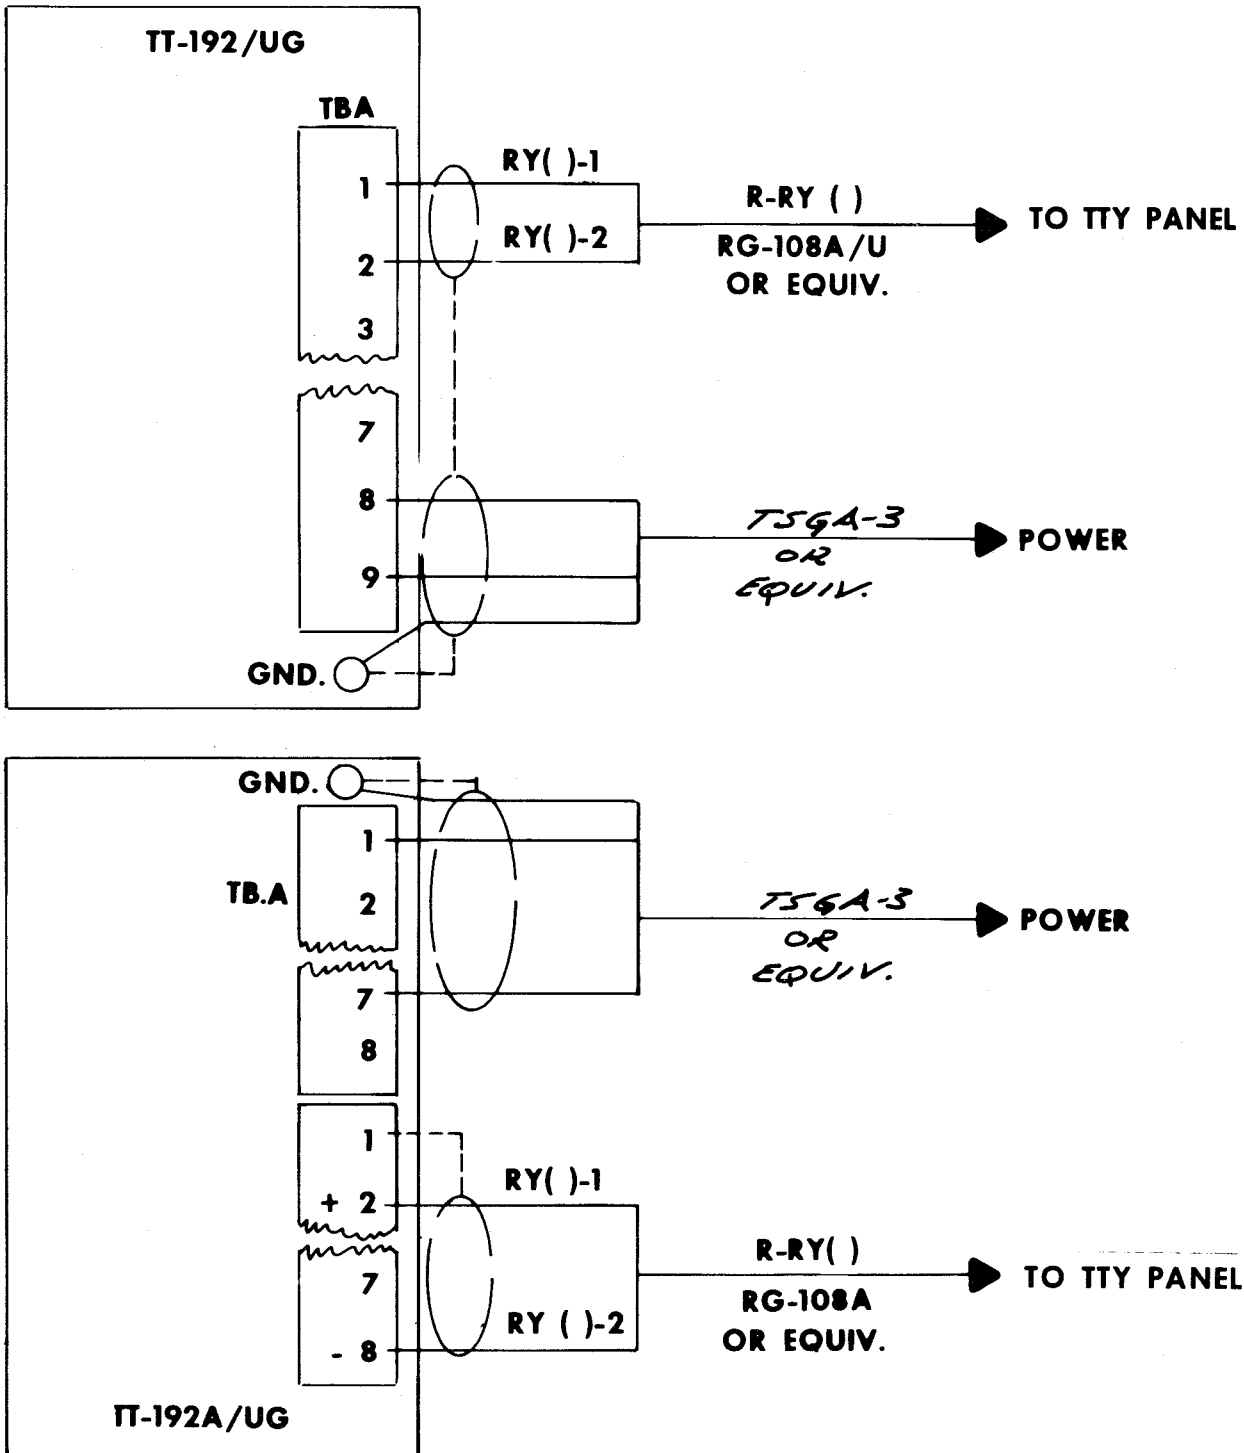 TT-192/UG
TBA
1
RY( )-1
R-RY ( )
TO TTY PANEL
RY( )-2
2
RG-108A/U
OR EQUIV.
3
7
8
TSGA-3
OR
EQUIV.
POWER
9
GND.
GND.
1
TB.A
2
TSGA-3
OR
EQUIV.
POWER
7
8
1
+ 2
RY( )-1
R-RY( )
TO TTY PANEL
7
RG-108A
OR EQUIV.
RY ( )-2
- 8
TT-192A/UG